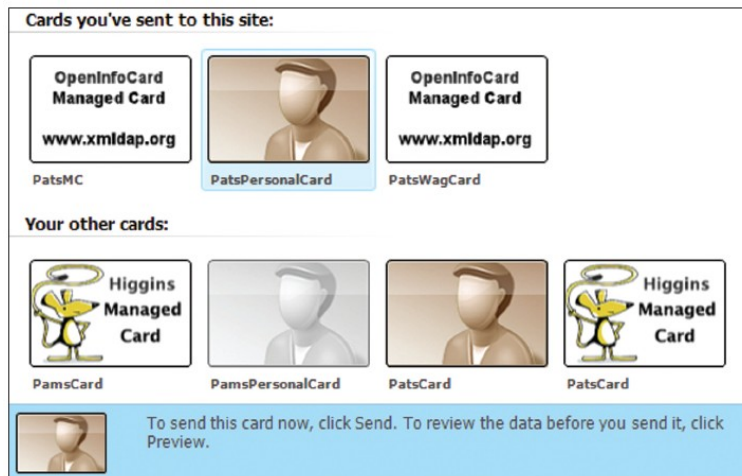 Cards you've sent to this site:
OpenInfoCard
Managed Card
www.xmldap.org
OpenInfoCard
Managed Card
www.xmldap.org
PatsMC
PatsPersonalCard
PatsWagCard
Your other cards:
Higgins
Managed
Card
Higgins
Managed
Card
PamsCard
PamsPersonalCard
PatsCard
PatsCard
To send this card now, click Send. To review the data before you send it, click
Preview.